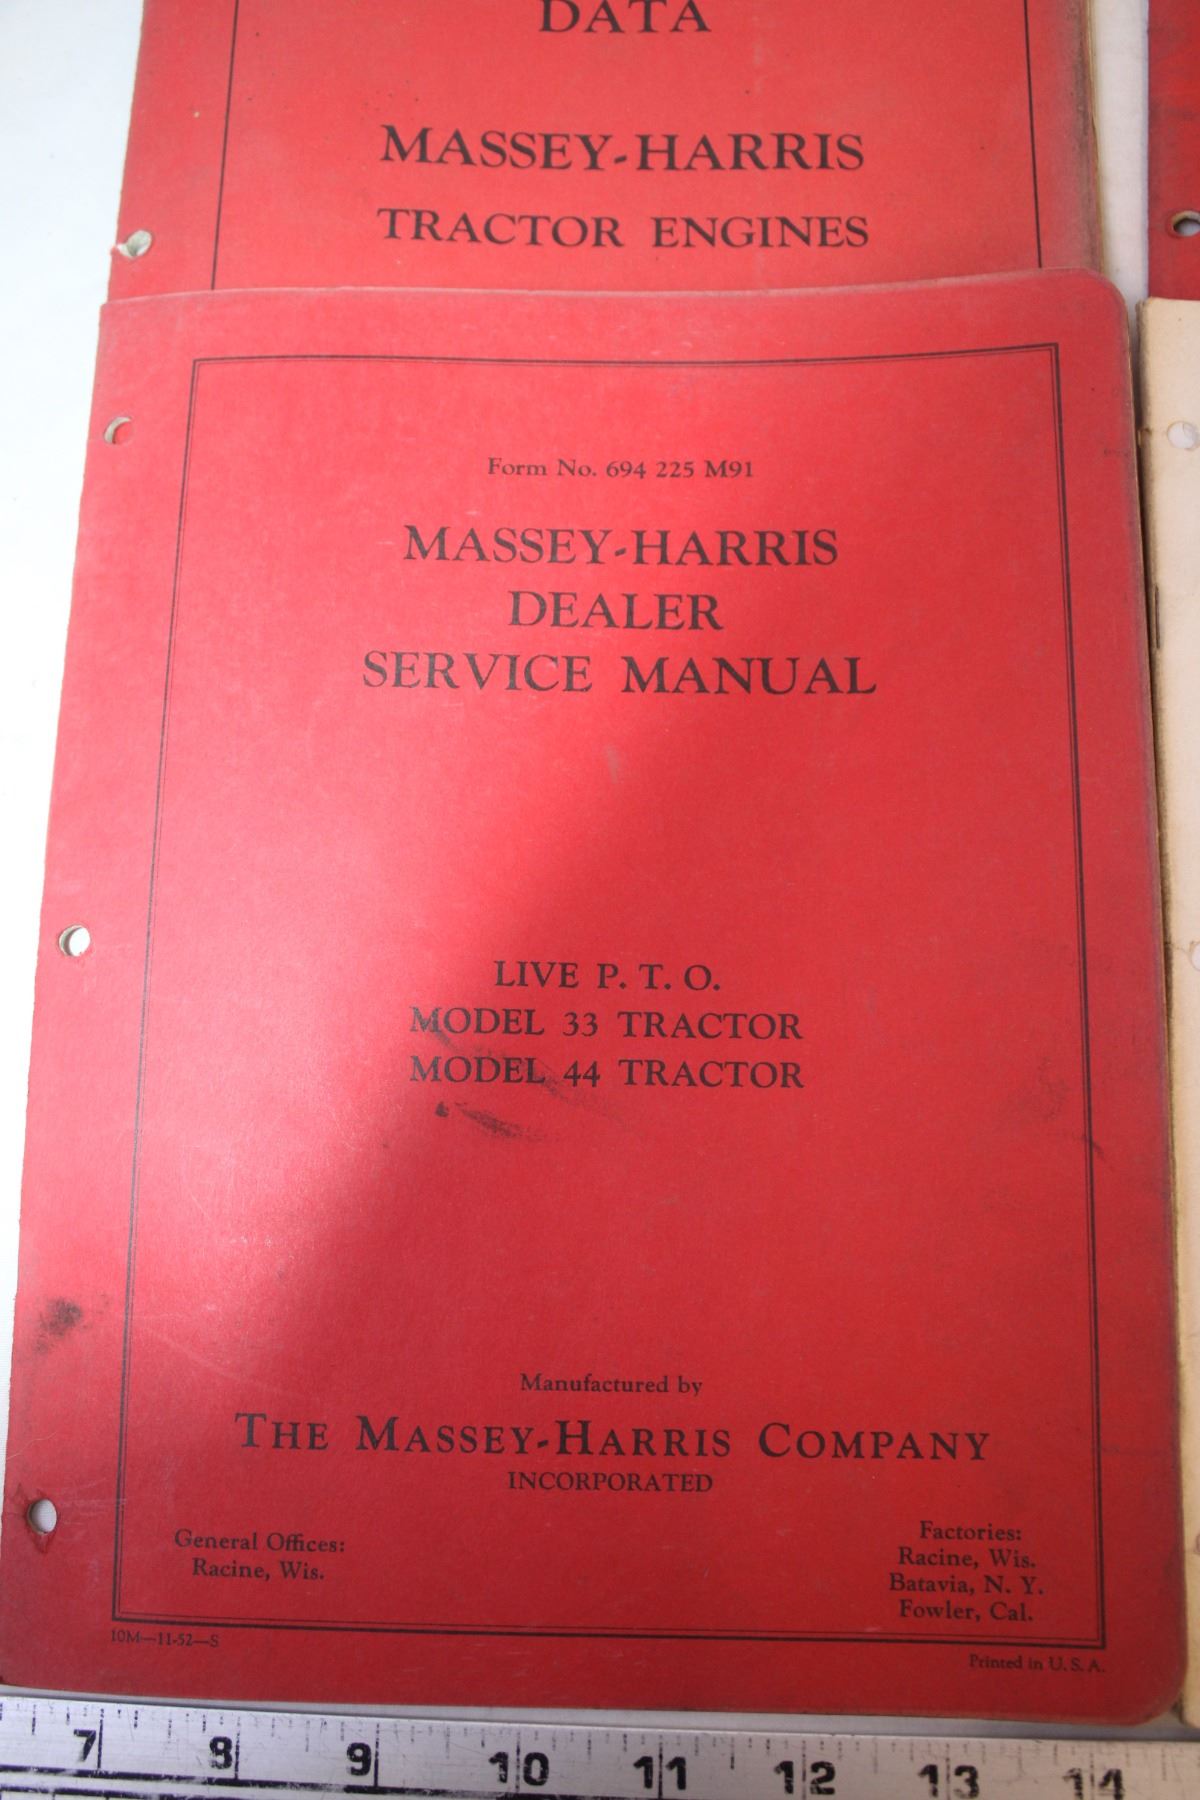 DATA
MASSEY-HARRIS
TRACTOR ENGINES
Form No. 694 225 M91
MASSEY-HARRIS
DEALER
SERVICE MANUAL
LIVE P. T. O.
MODEL 33 TRACTOR
MODEL 44 TRACTOR
Manufactured by
THE MASSEY-HARRIS COMPANY
INCORPORATED
General Offices:
Racine, Wis.
Factories:
Racine, Wis.
Batavia, N. Y.
Fowler, Cal.
10M—11-52—S
Printed in U. S. A.
7 8 9 10 11 12 13 14